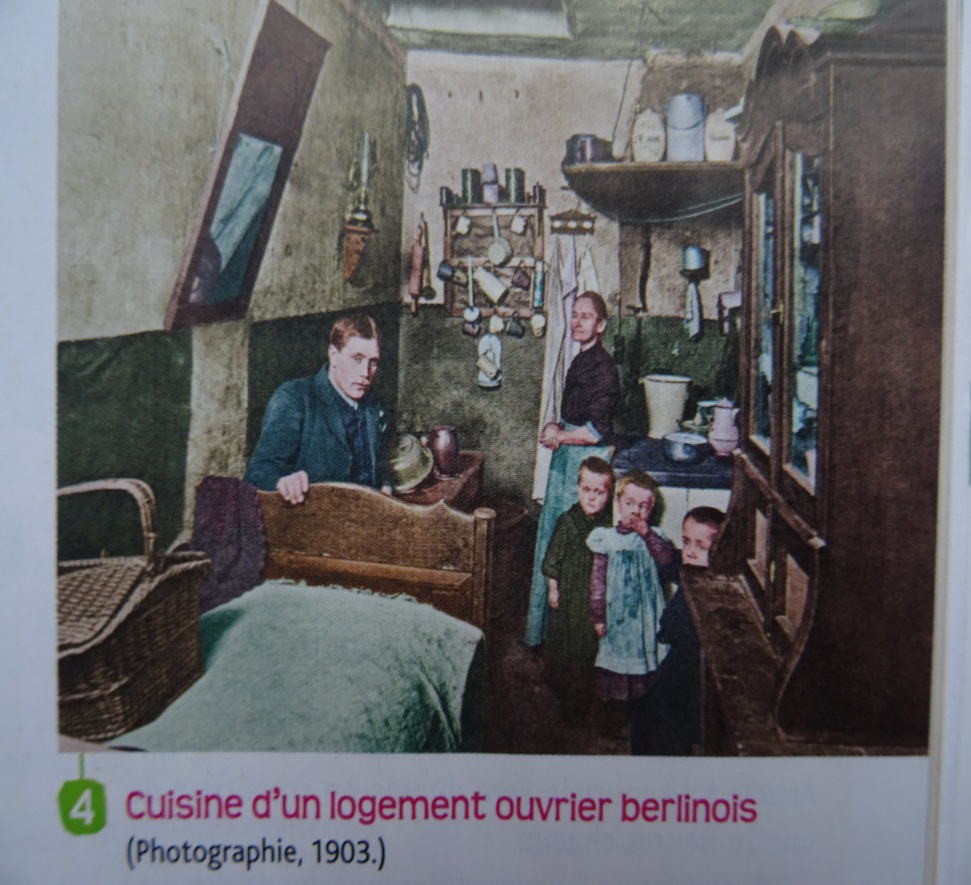 4
Cuisine d'un logement ouvrier berlinois
(Photographie, 1903.)